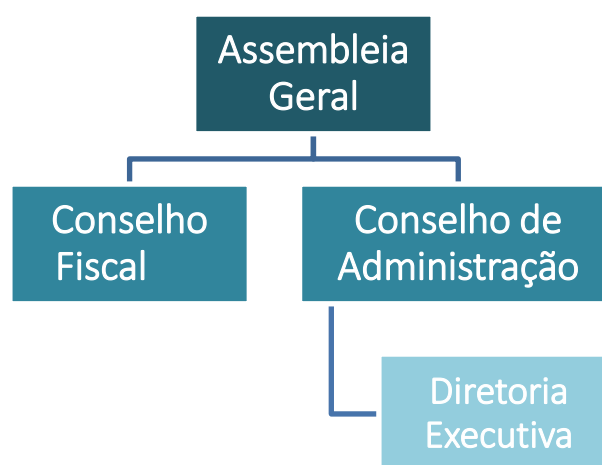 Assembleia
Geral
Conselho
Fiscal
Conselho de
Administração
Diretoria
Executiva